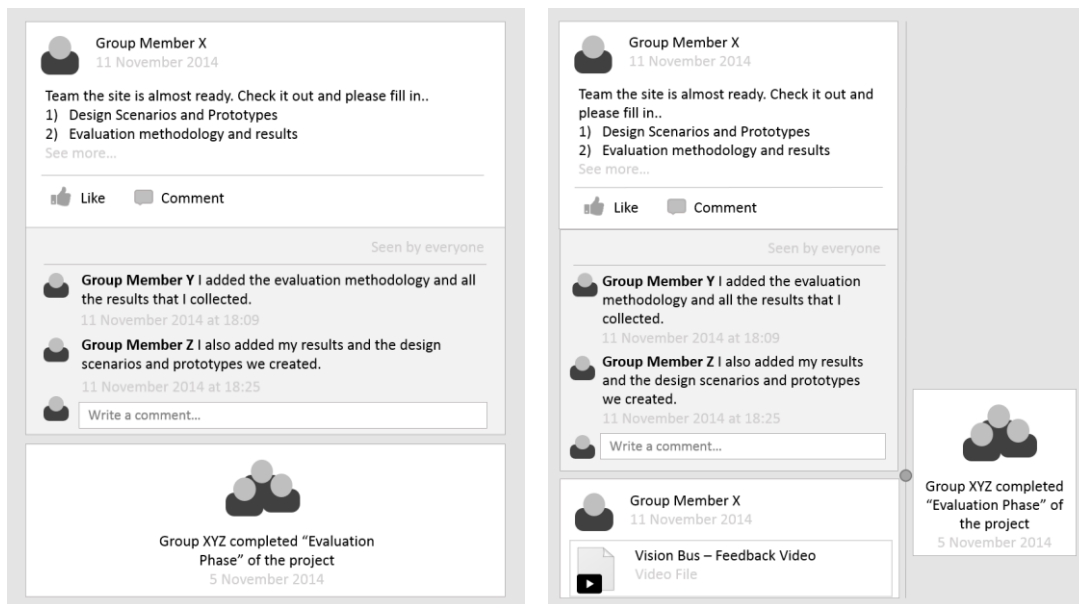 Group Member X
11 November 2014
Team the site is almost ready. Check it out and please fill in..
1) Design Scenarios and Prototypes
2) Evaluation methodology and results
See more...
Like Comment
Seen by everyone
Group Member Y I added the evaluation methodology and all
the results that I collected.
11 November 2014 at 18:09
Group Member Z I also added my results and the design
scenarios and prototypes we created.
11 November 2014 at 18:25
Write a comment...
Group XYZ completed “Evaluation
Phase” of the project
5 November 2014
Group Member X
11 November 2014
Team the site is almost ready. Check it out and
please fill in..
1) Design Scenarios and Prototypes
2) Evaluation methodology and results
See more...
Like Comment
Seen by everyone
Group Member Y I added the evaluation
methodology and all the results that I
collected.
11 November 2014 at 18:09
Group Member Z I also added my results
and the design scenarios and prototypes
we created.
11 November 2014 at 18:25
Write a comment...
Group Member X
11 November 2014
Vision Bus – Feedback Video
Video File
Group XYZ completed
“Evaluation Phase” of
the project
5 November 2014